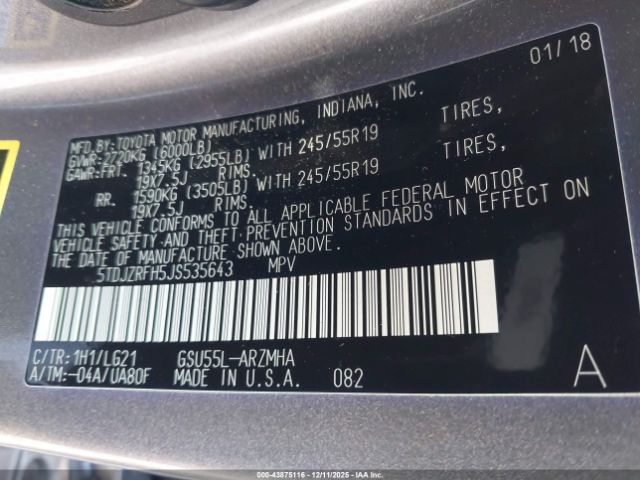 01/18
MFD.BY:TOYOTA MOTOR MANUFACTURING, INDIANA, INC.
GVWR:2720KG (6000LB)
GAWR:FRT. 1345KG (2955LB) WITH 245/55R19 TIRES,
19X7.5J RIMS.
RR. 1590KG (3505LB) WITH 245/55R19 TIRES,
19X7.5J RIMS.
THIS VEHICLE CONFORMS TO ALL APPLICABLE FEDERAL MOTOR
VEHICLE SAFETY AND THEFT PREVENTION STANDARDS IN EFFECT ON
THE DATE OF MANUFACTURE SHOWN ABOVE.
5TDJZRFH5JS535643 MPV
C/TR:1H1/LG21 GSU55L-ARZMHA
A/TM:-04A/UA80F MADE IN U.S.A. 082 A
000-43875116 - 12/11/2025 - IAAI.com